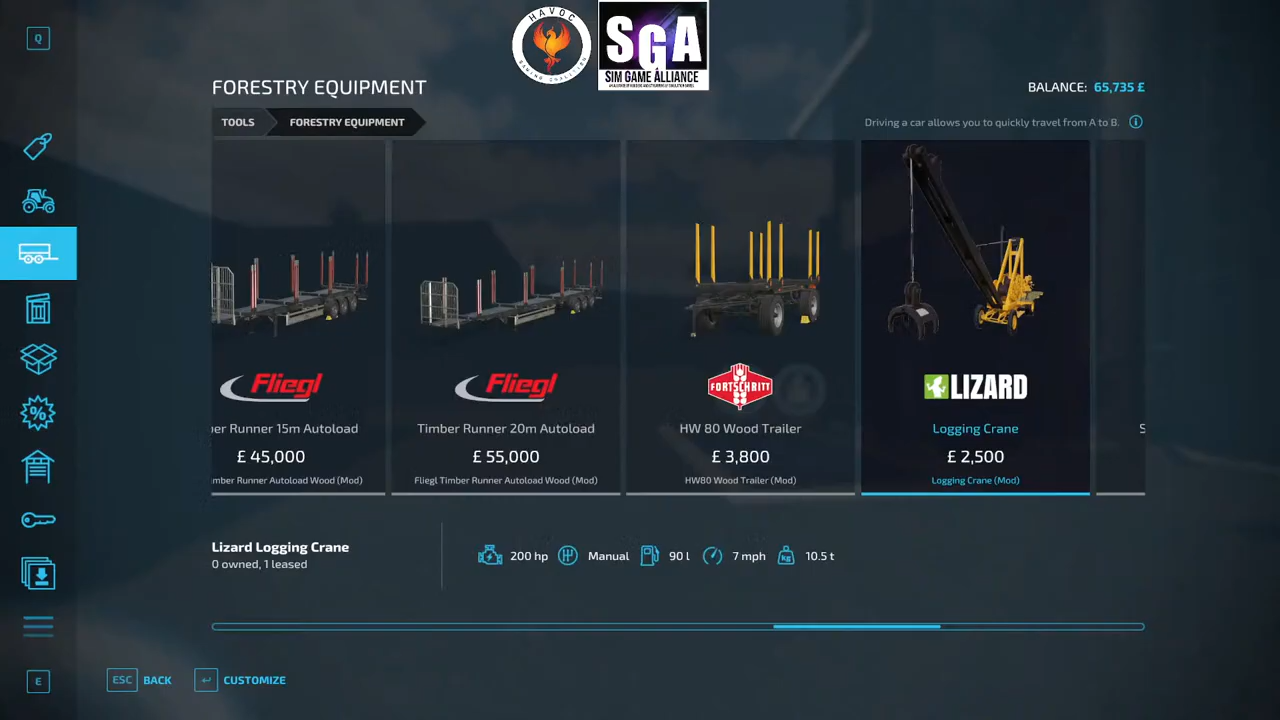 Q
HAVOC
SGA
SIM GAME ALLIANCE
FORESTRY EQUIPMENT
BALANCE: 65,735 £
TOOLS
FORESTRY EQUIPMENT
Driving a car allows you to quickly travel from A to B.
Fliegl
er Runner 15m Autoload
£ 45,000
mber Runner Autoload Wood (Mod)
Fliegl
Timber Runner 20m Autoload
£ 55,000
Fliegl Timber Runner Autoload Wood (Mod)
FORTSCHRITT
HW 80 Wood Trailer
£ 3,800
HW80 Wood Trailer (Mod)
LIZARD
Logging Crane
£ 2,500
Logging Crane (Mod)
S
Lizard Logging Crane
0 owned, 1 leased
200 hp
Manual
90 l
7 mph
kg
10.5 t
E
ESC BACK
CUSTOMIZE